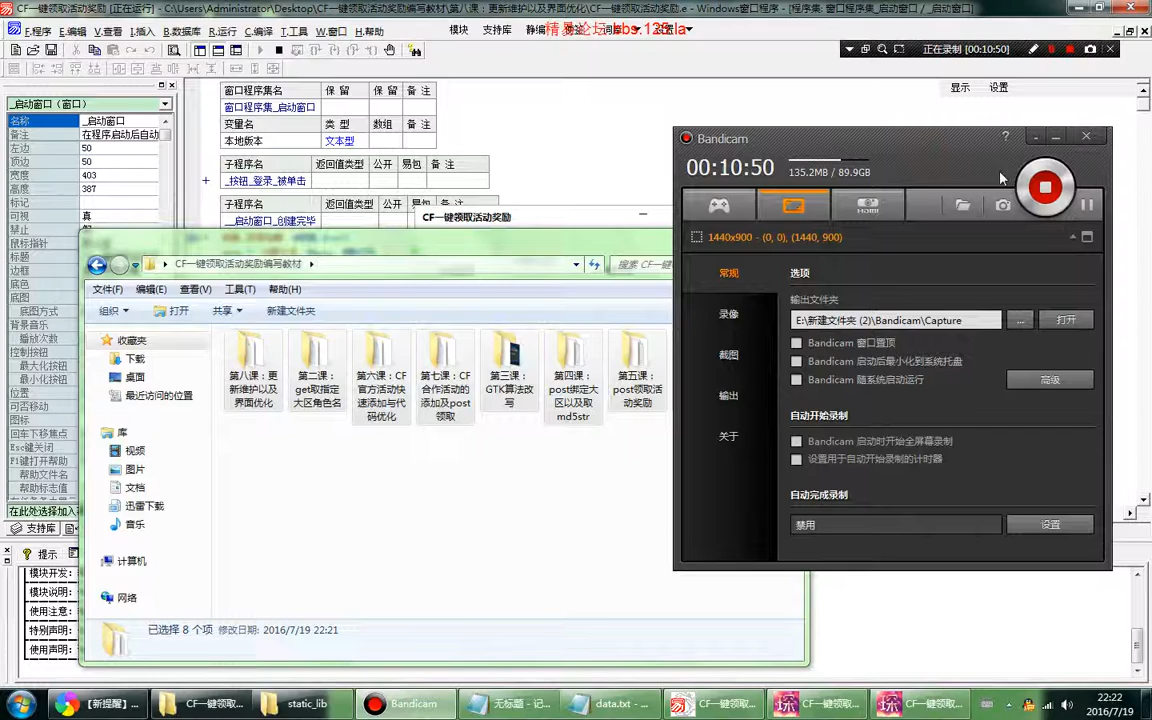 CF一键领取活动奖励 [正在运行] - C:\Users\Administrator\Desktop\CF一键领取活动奖励编写教材\第八课：更新维护以及界面优化\CF一键领取活动奖励.e - Windows窗口程序 - [程序集: 窗口程序集_启动窗口 / _启动窗口]
F.程序 E.编辑 V.查看 I.插入 B.数据库 R.运行 C.编译 T.工具 W.窗口 H.帮助 模块 支持库
精易论坛 bbs.125.la
正在录制 [00:10:50]
显示 设置
_启动窗口（窗口）
名称 _启动窗口
备注 在程序启动后自动
左边 50
顶边 50
宽度 403
高度 387
标记
可视 真
禁止
鼠标指针
标题
边框
底色
底图
底图方式
背景音乐
播放次数
控制按钮
最大化按钮
最小化按钮
位置
可否移动
图标
回车下移焦点
Esc键关闭
F1键打开帮助
帮助文件名
帮助标志值
支持库
窗口程序集名 保 留 保 留 备 注
窗口程序集_启动窗口
变量名 类 型 数组 备 注
本地版本 文本型
子程序名 返回值类型 公开 易包 备 注
_按钮_登录_被单击
子程序名 返回值类型 公开 易包 备 注
__启动窗口_创建完毕
CF一键领取活动奖励
CF一键领取活动奖励编写教材
搜索 CF一键
文件(F) 编辑(E) 查看(V) 工具(T) 帮助(H)
组织 打开 共享 新建文件夹
收藏夹
下载
桌面
最近访问的位置
库
视频
图片
文档
迅雷下载
音乐
计算机
网络
第八课：更新维护以及界面优化
第二课：get取指定大区角色名
第六课：CF官方活动快速添加与代码优化
第七课：CF合作活动的添加及post领取
第三课：GTK算法改写
第四课：post绑定大区以及取md5str
第五课：post领取活动奖励
已选择 8 个项 修改日期: 2016/7/19 22:21
Bandicam
00:10:50
135.2MB / 89.9GB
HDMI
1440x900 - (0, 0), (1440, 900)
常规
录像
截图
输出
关于
选项
输出文件夹
E:\新建文件夹 (2)\Bandicam\Capture
... 打开
Bandicam 窗口置顶
Bandicam 启动后最小化到系统托盘
Bandicam 随系统启动运行
高级
自动开始录制
Bandicam 启动时开始全屏幕录制
设置用于自动开始录制的计时器
自动完成录制
禁用
设置
提示
模块开发:
模块说明:
使用注意:
特别声明:
使用声明:
【新提醒】...
CF一键领取...
static_lib
Bandicam
无标题 - 记...
data.txt - ...
CF一键领取...
CF一键领取...
CF一键领取...
22:22
2016/7/19